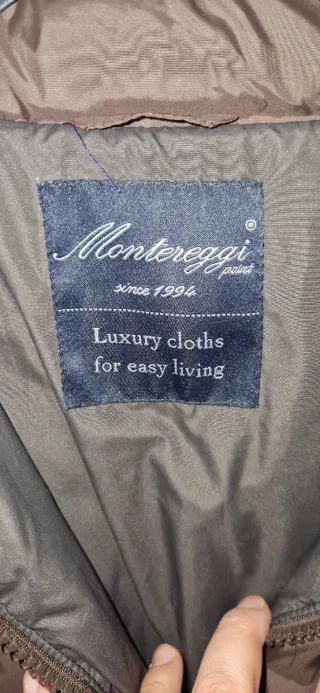 Montereggi®
point
since 1994
Luxury cloths
for easy living